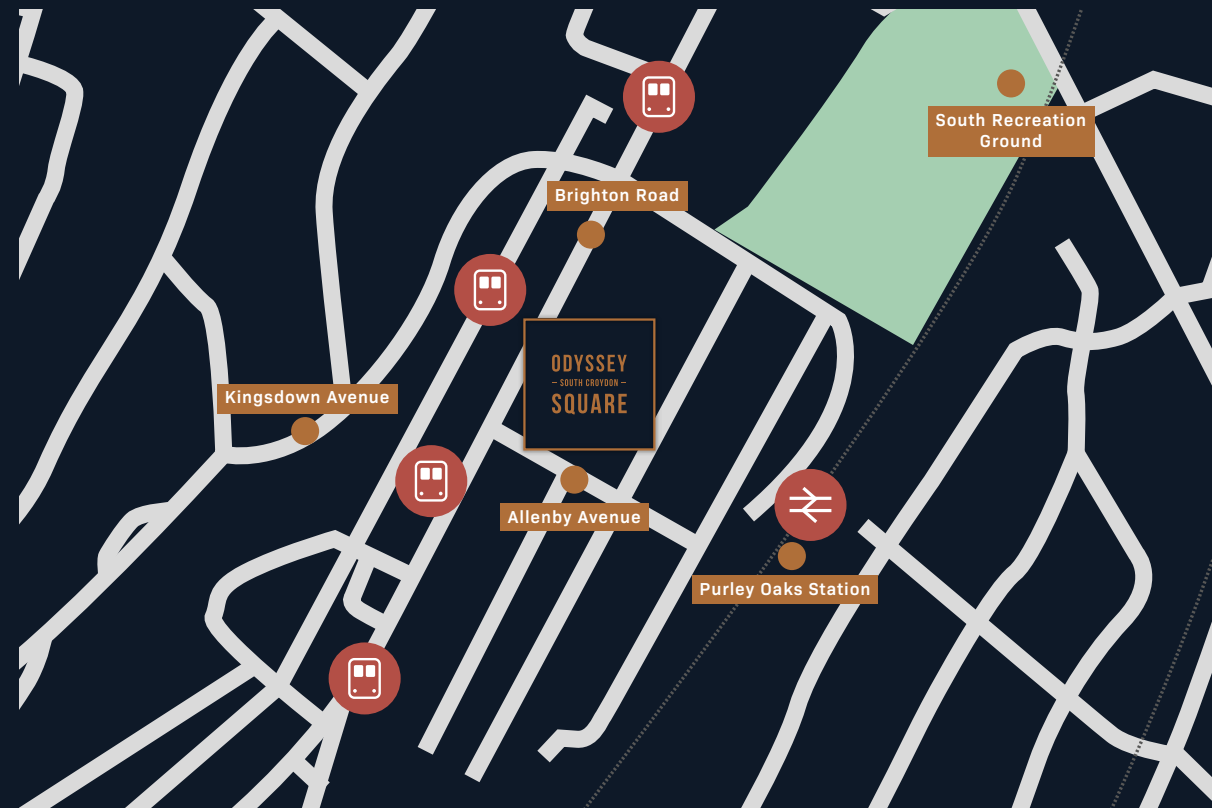 South Recreation
Ground
Brighton Road
ODYSSEY
– SOUTH CROYDON –
SQUARE
Kingsdown Avenue
Allenby Avenue
Purley Oaks Station